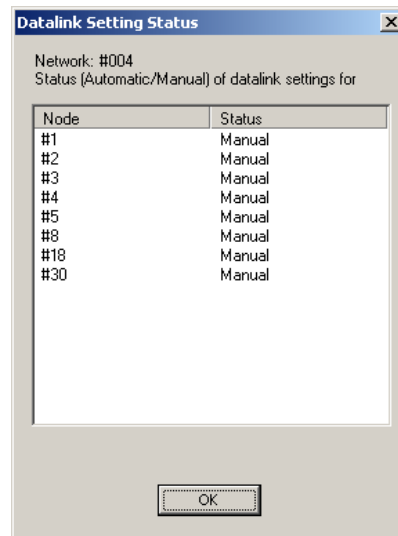 Datalink Setting Status
Network: #004
Status (Automatic/Manual) of datalink settings for
Node Status
#1 Manual
#2 Manual
#3 Manual
#4 Manual
#5 Manual
#8 Manual
#18 Manual
#30 Manual
OK